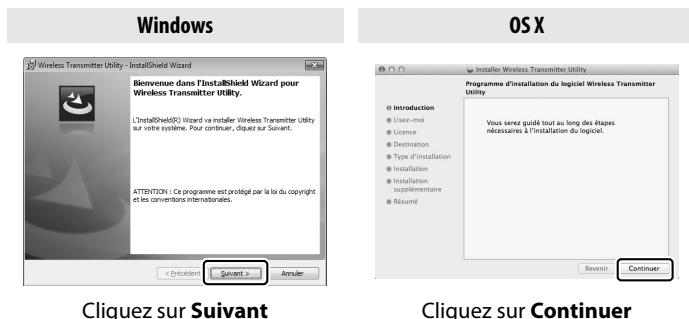 Windows
Wireless Transmitter Utility - InstallShield Wizard
Bienvenue dans l'InstallShield Wizard pour
Wireless Transmitter Utility.
L'InstallShield(R) Wizard va installer Wireless Transmitter Utility
sur votre système. Pour continuer, cliquez sur Suivant.
ATTENTION : Ce programme est protégé par la loi du copyright
et les conventions internationales.
< Précédent
Suivant >
Annuler
Cliquez sur Suivant
OS X
Installer Wireless Transmitter Utility
Programme d'installation du logiciel Wireless Transmitter
Utility
Introduction
Lisez-moi
Licence
Destination
Type d'installation
Installation
Installation
supplémentaire
Résumé
Vous serez guidé tout au long des étapes
nécessaires à l'installation du logiciel.
Revenir
Continuer
Cliquez sur Continuer